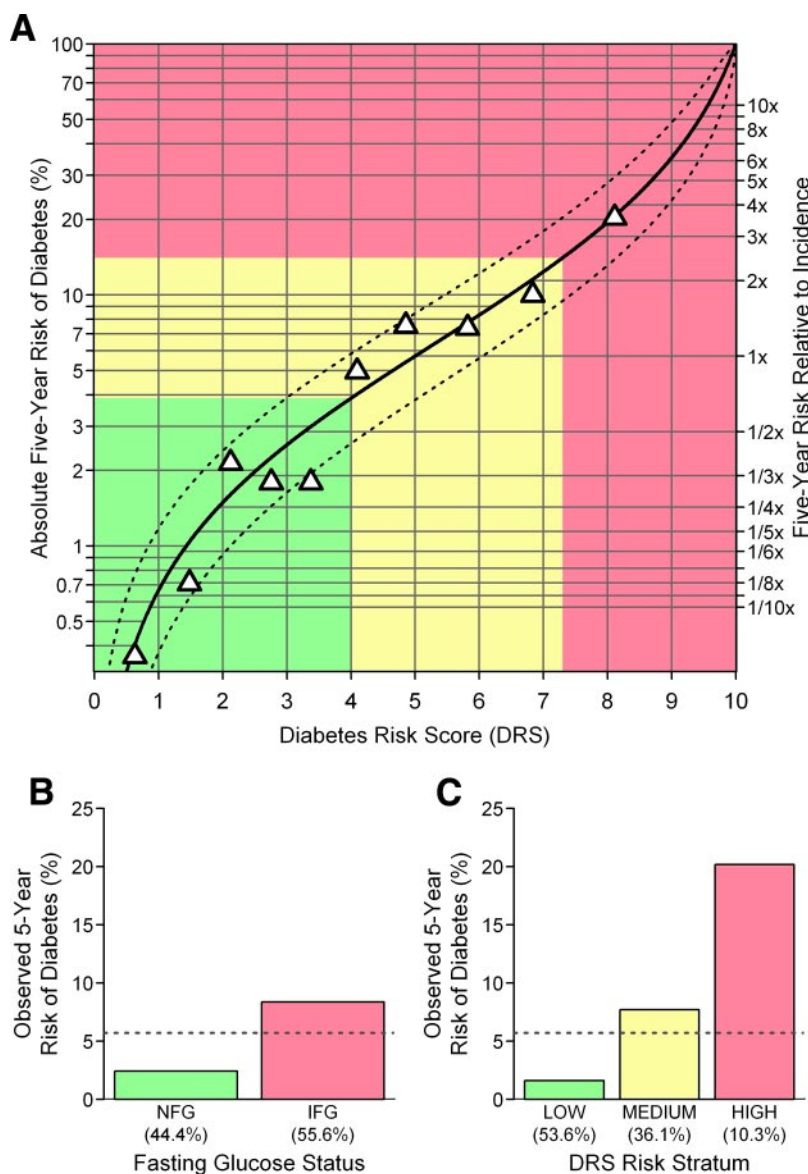 A
Absolute Five-Year Risk of Diabetes (%)
100
70
50
30
20
10
7
5
3
2
1
0.7
0.5
10x
8x
6x
5x
4x
3x
2x
1x
1/2x
1/3x
1/4x
1/5x
1/6x
1/8x
1/10x
Five-Year Risk Relative to Incidence
0 1 2 3 4 5 6 7 8 9 10
Diabetes Risk Score (DRS)
B
Observed 5-Year
Risk of Diabetes (%)
25
20
15
10
5
0
NFG IFG
(44.4%) (55.6%)
Fasting Glucose Status
C
Observed 5-Year
Risk of Diabetes (%)
25
20
15
10
5
0
LOW MEDIUM HIGH
(53.6%) (36.1%) (10.3%)
DRS Risk Stratum